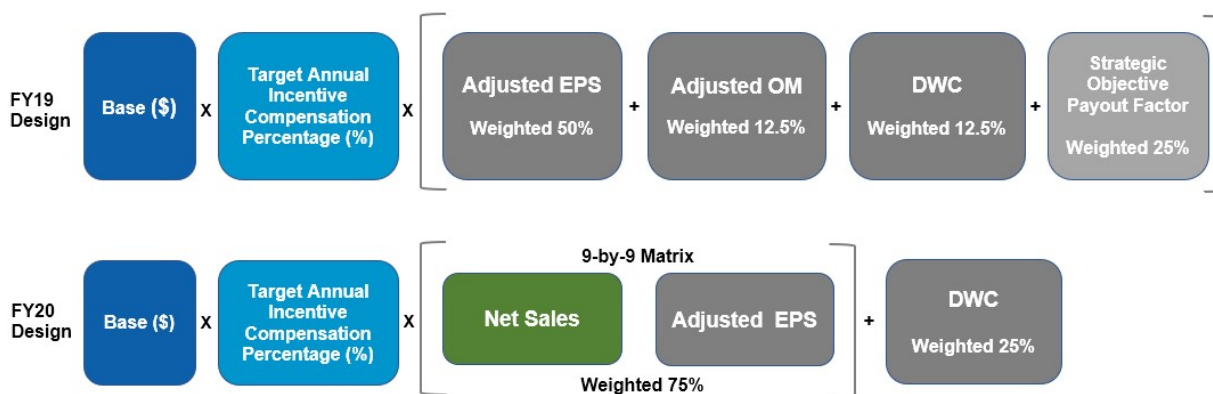 FY19
Design
Base ($)
X
Target Annual
Incentive
Compensation
Percentage (%)
X
Adjusted EPS
Weighted 50%
+
Adjusted OM
Weighted 12.5%
+
DWC
Weighted 12.5%
+
Strategic
Objective
Payout Factor
Weighted 25%
FY20
Design
Base ($)
X
Target Annual
Incentive
Compensation
Percentage (%)
X
9-by-9 Matrix
Net Sales
Adjusted EPS
Weighted 75%
+
DWC
Weighted 25%